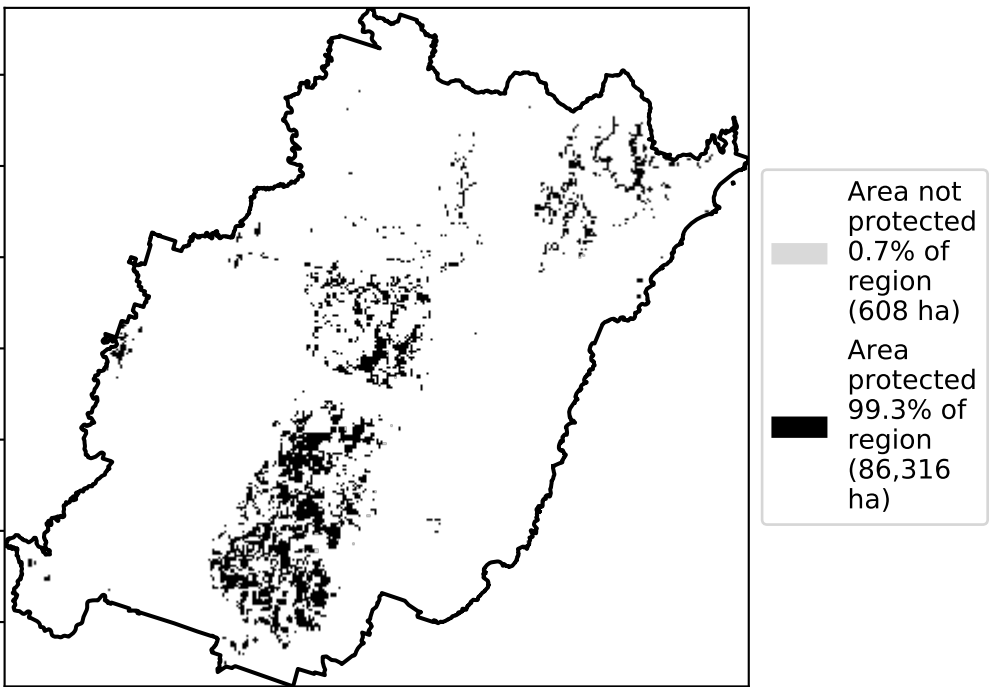 Area not
protected
0.7% of
region
(608 ha)
Area
protected
99.3% of
region
(86,316
ha)